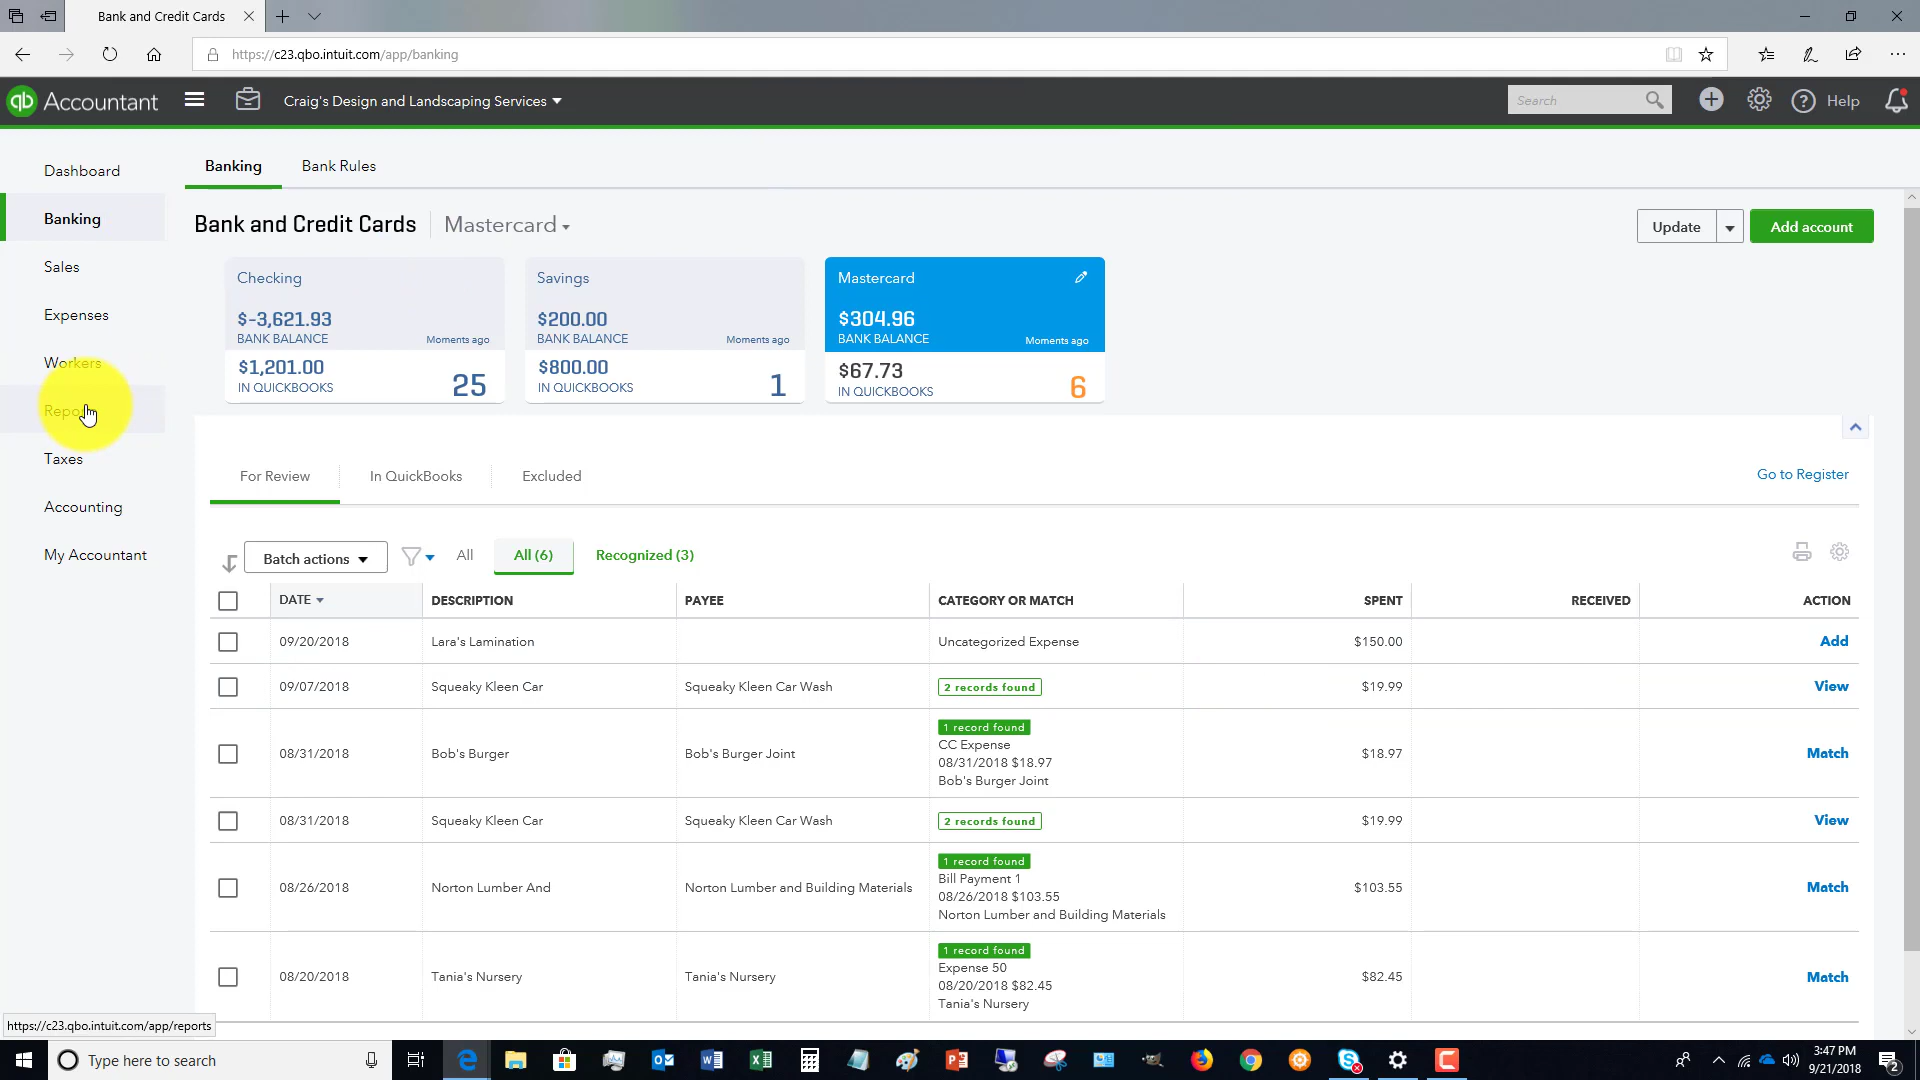 Bank and Credit Cards
https://c23.qbo.intuit.com/app/banking
qb Accountant
Craig's Design and Landscaping Services
Search
Help
Dashboard
Banking
Sales
Expenses
Workers
Repor
Taxes
Accounting
My Accountant
Banking Bank Rules
Bank and Credit Cards Mastercard
Update Add account
Checking
$-3,621.93
BANK BALANCE Moments ago
$1,201.00
IN QUICKBOOKS 25
Savings
$200.00
BANK BALANCE Moments ago
$800.00
IN QUICKBOOKS 1
Mastercard
$304.96
BANK BALANCE Moments ago
$67.73
IN QUICKBOOKS 6
For Review In QuickBooks Excluded Go to Register
Batch actions All All (6) Recognized (3)
DATE DESCRIPTION PAYEE CATEGORY OR MATCH SPENT RECEIVED ACTION
09/20/2018 Lara's Lamination Uncategorized Expense $150.00 Add
09/07/2018 Squeaky Kleen Car Squeaky Kleen Car Wash 2 records found $19.99 View
1 record found
CC Expense
08/31/2018 Bob's Burger Bob's Burger Joint 08/31/2018 $18.97 $18.97 Match
Bob's Burger Joint
08/31/2018 Squeaky Kleen Car Squeaky Kleen Car Wash 2 records found $19.99 View
1 record found
Bill Payment 1
08/26/2018 Norton Lumber And Norton Lumber and Building Materials 08/26/2018 $103.55 $103.55 Match
Norton Lumber and Building Materials
1 record found
Expense 50
08/20/2018 Tania's Nursery Tania's Nursery 08/20/2018 $82.45 $82.45 Match
Tania's Nursery
https://c23.qbo.intuit.com/app/reports
Type here to search
3:47 PM
9/21/2018
2